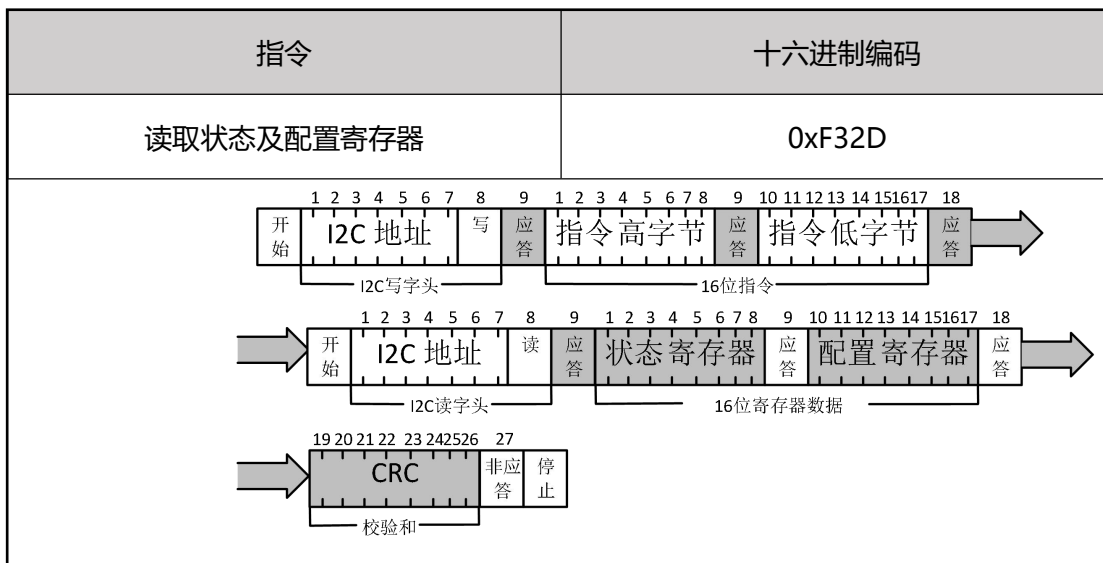 指令 十六进制编码
读取状态及配置寄存器 0xF32D
1 2 3 4 5 6 7 8 9 1 2 3 4 5 6 7 8 9 10 11 12 13 14 15 16 17 18
开始 I2C 地址 写 应答 指令高字节 应答 指令低字节 应答
I2C写字头 16位指令
1 2 3 4 5 6 7 8 9 1 2 3 4 5 6 7 8 9 10 11 12 13 14 15 16 17 18
开始 I2C 地址 读 应答 状态寄存器 应答 配置寄存器 应答
I2C读字头 16位寄存器数据
19 20 21 22 23 24 25 26 27
CRC 非应答 停止
校验和